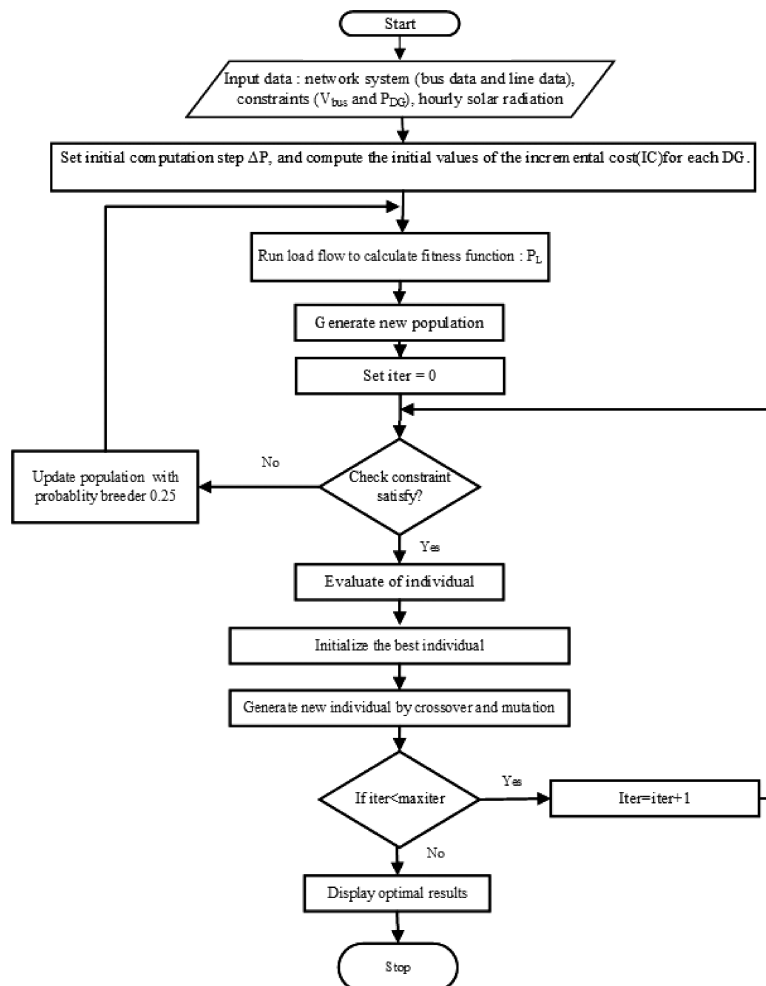 Start
Input data : network system (bus data and line data),
constraints (Vbus and PDG), hourly solar radiation
Set initial computation step ΔP, and compute the initial values of the incremental cost(IC)for each DG.
Run load flow to calculate fitness function : PL
Generate new population
Set iter = 0
Check constraint
satisfy?
No
Update population with
probablity breeder 0.25
Yes
Evaluate of individual
Initialize the best individual
Generate new individual by crossover and mutation
If iter<maxiter
Yes
Iter=iter+1
No
Display optimal results
Stop